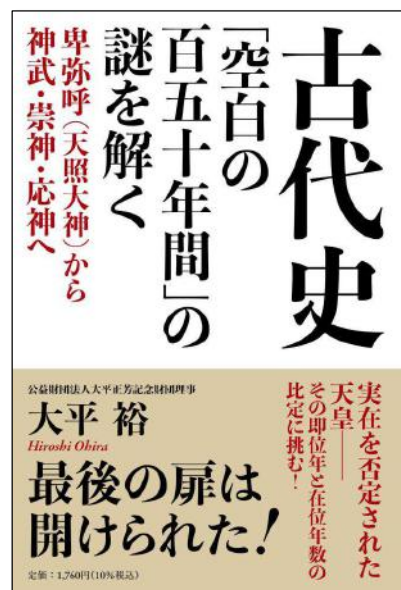 古代史
「空白の
百五十年間」の
謎を解く
卑弥呼(天照大神)から
神武・崇神・応神へ
実在を否定された
天皇――
その即位年と在位年数の
比定に挑む!
公益財団法人大平正芳記念財団理事
大平 裕
Hiroshi Ohira
最後の扉は
開けられた!
定価:1,760円(10%税込)